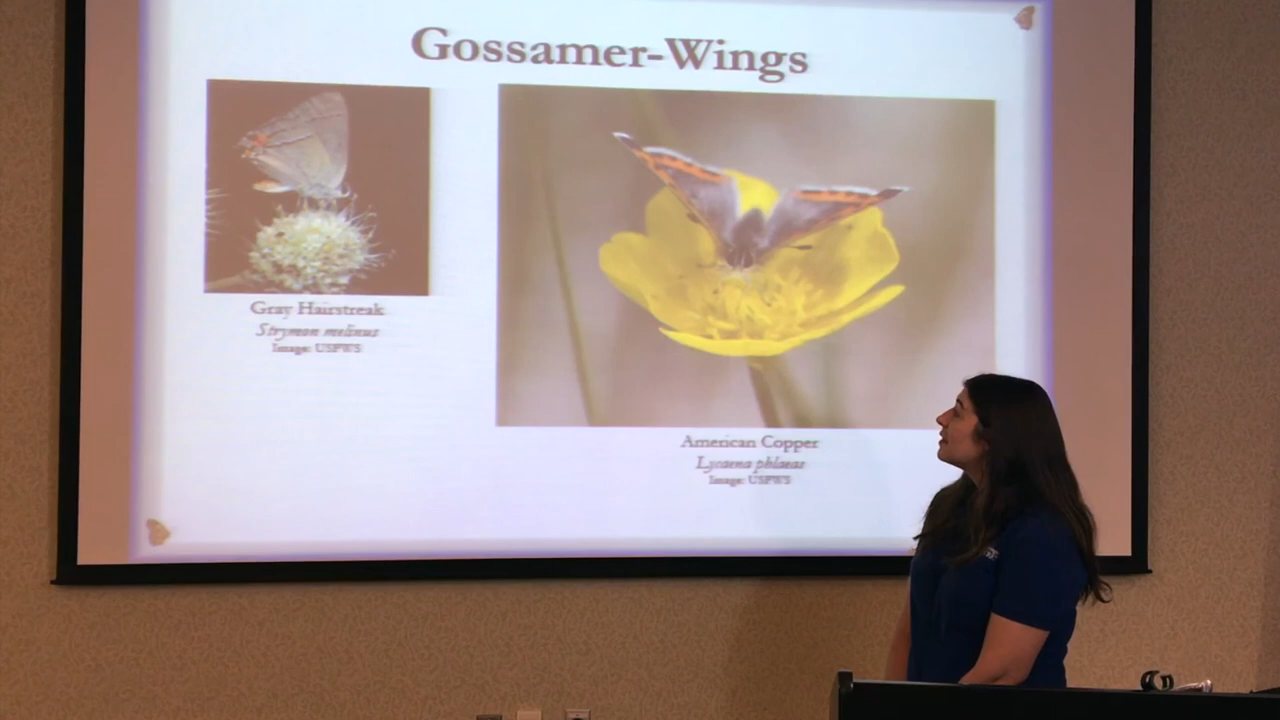 Gossamer-Wings
Gray Hairstreak
Strymon melinus
Image: USFWS
American Copper
Lycaena phlaeas
Image: USFWS